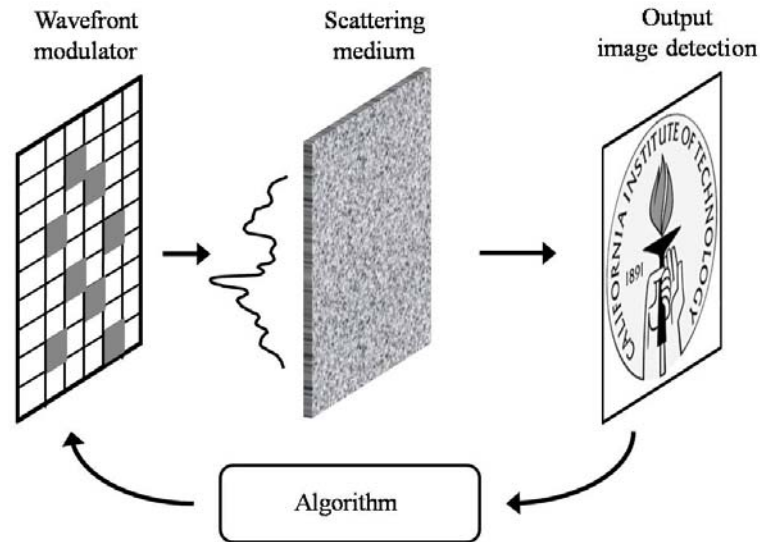 Wavefront
modulator
Scattering
medium
Output
image detection
CALIFORNIA INSTITUTE OF TECHNOLOGY
1891
Algorithm